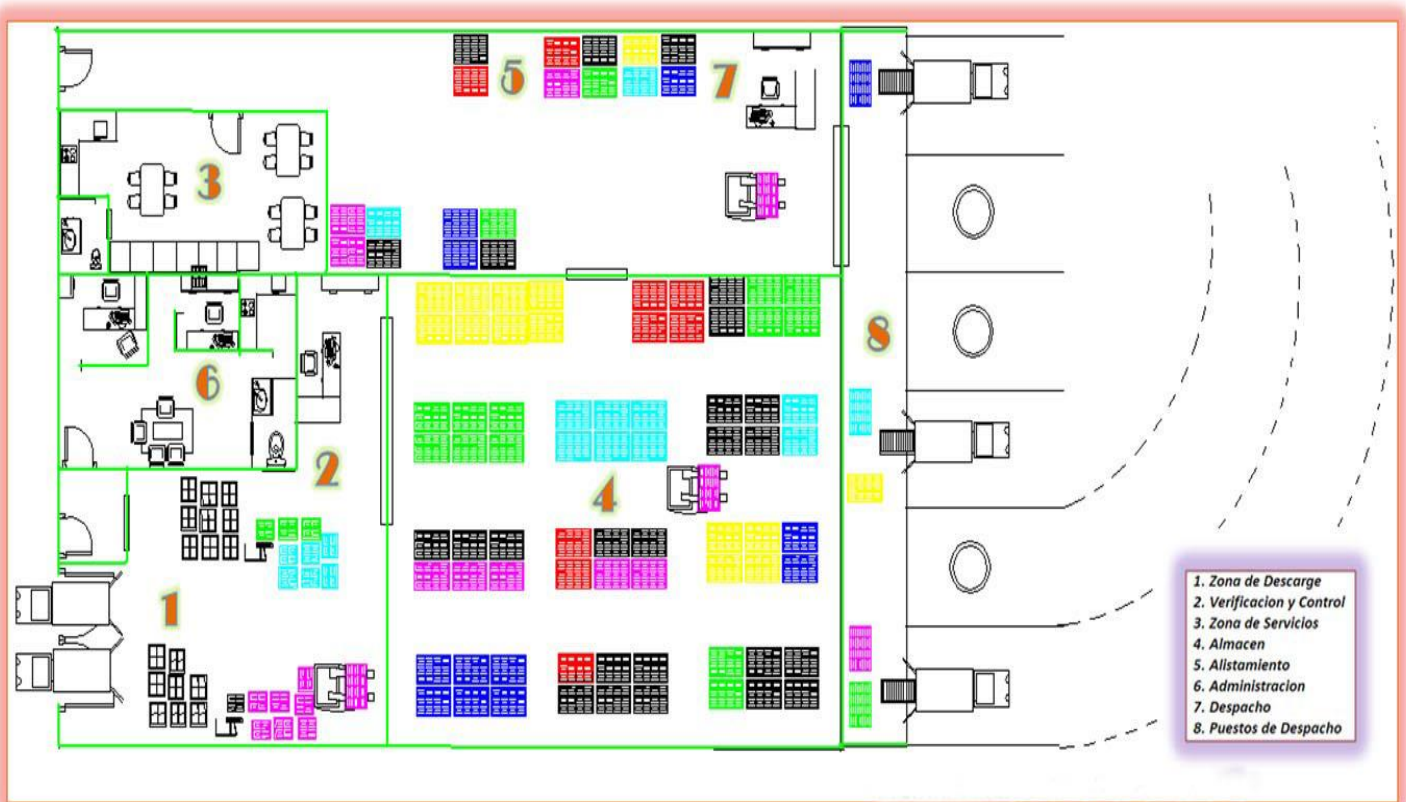 5
7
3
8
6
2
4
1
1. Zona de Descarge
2. Verificacion y Control
3. Zona de Servicios
4. Almacen
5. Alistamiento
6. Administracion
7. Despacho
8. Puestos de Despacho